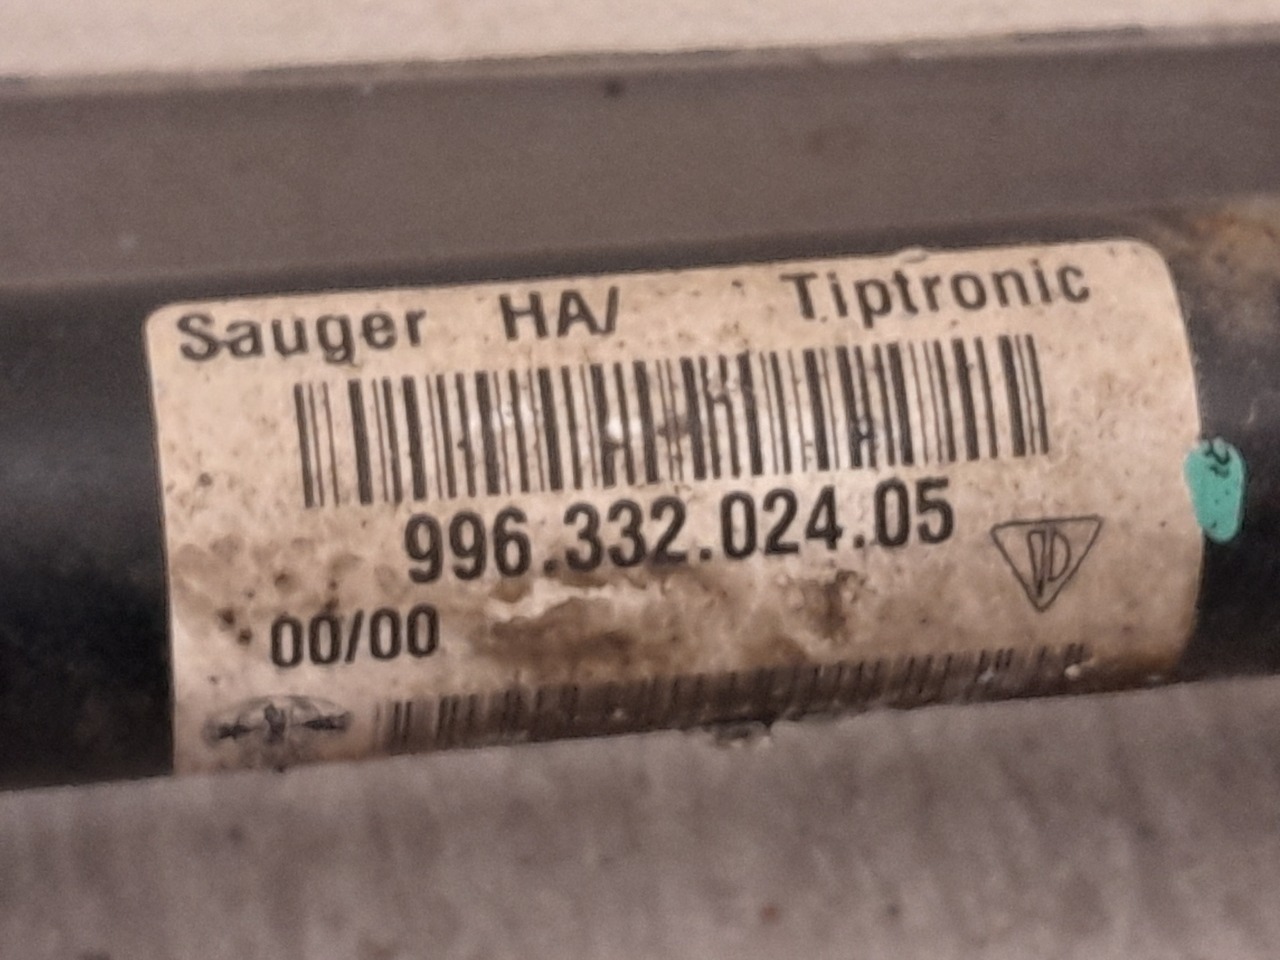 Sauger HA/ Tiptronic
996.332.024.05
00/00